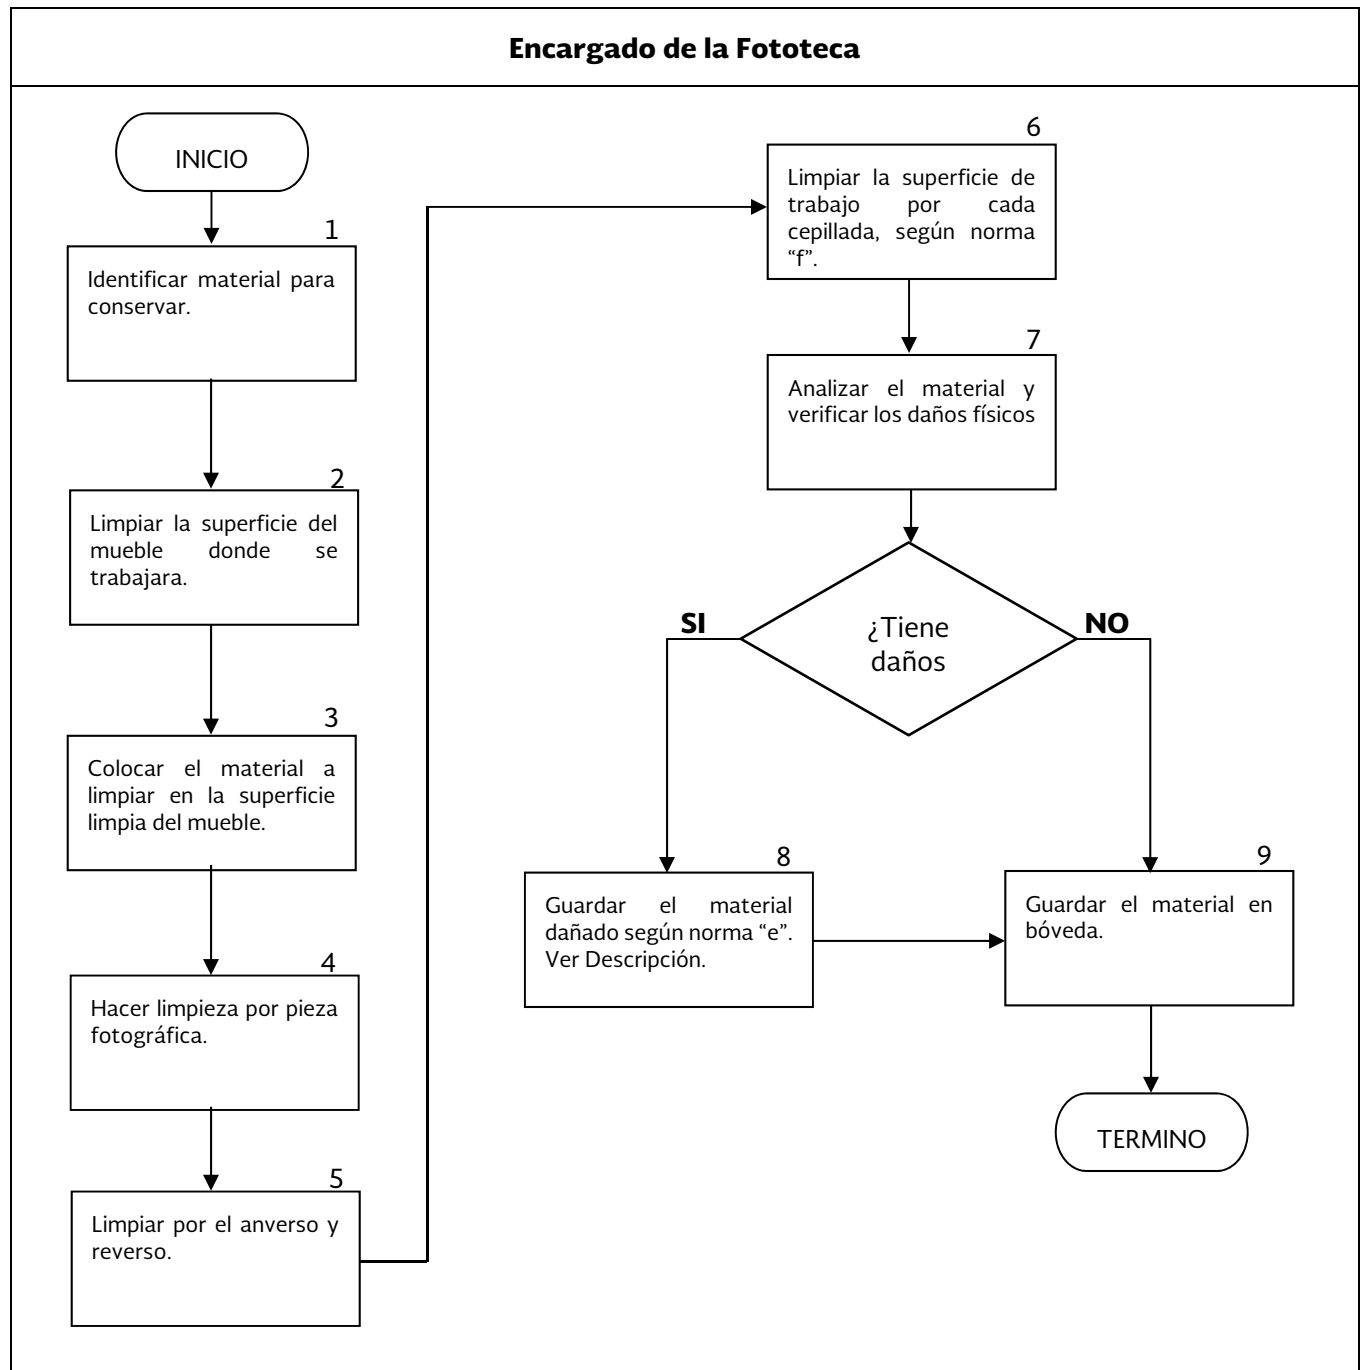 Encargado de la Fototeca
INICIO
1
Identificar material para
conservar.
2
Limpiar la superficie del
mueble donde se
trabajara.
3
Colocar el material a
limpiar en la superficie
limpia del mueble.
4
Hacer limpieza por pieza
fotográfica.
5
Limpiar por el anverso y
reverso.
6
Limpiar la superficie de
trabajo por cada
cepillada, según norma
“f”.
7
Analizar el material y
verificar los daños físicos
¿Tiene
daños
SI
NO
8
Guardar el material
dañado según norma “e”.
Ver Descripción.
9
Guardar el material en
bóveda.
TERMINO